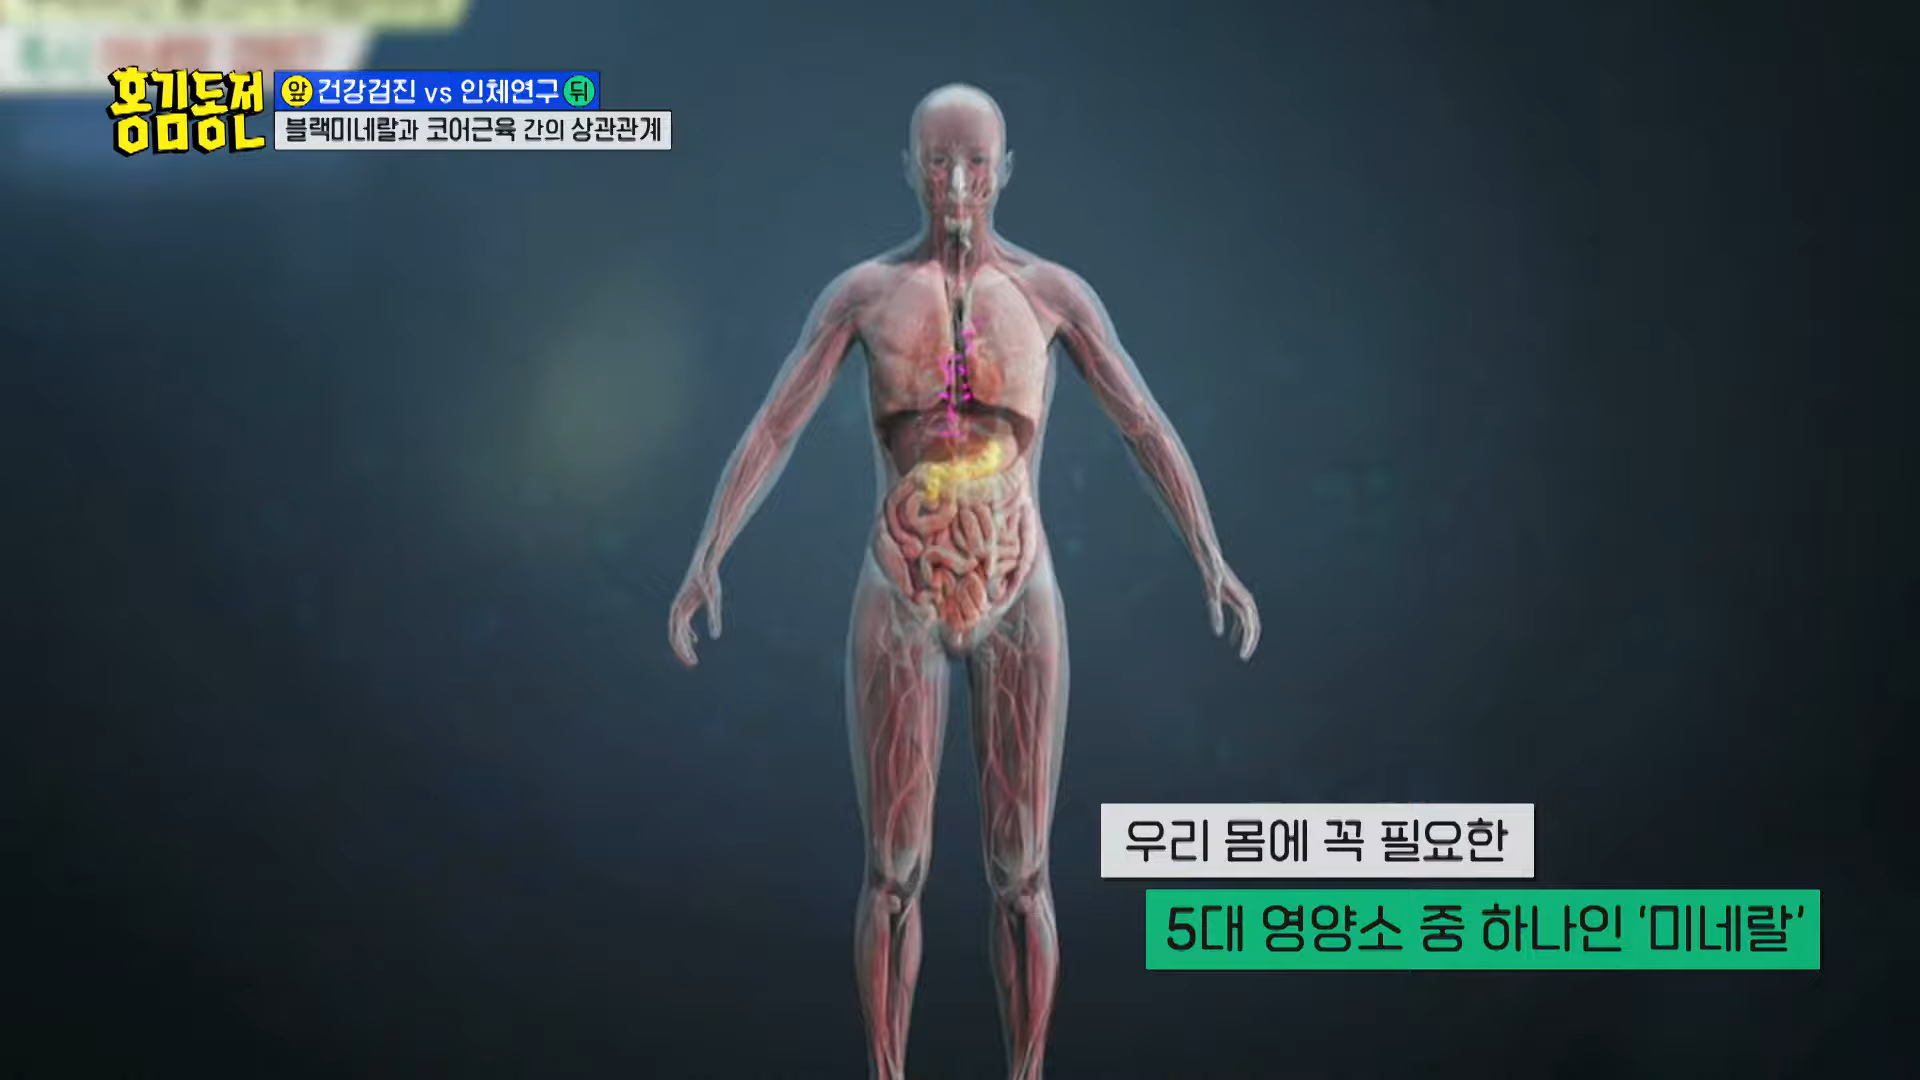 홍김동전
앞 건강검진 vs 인체연구 뒤
블랙미네랄과 코어근육 간의 상관관계
우리 몸에 꼭 필요한
5대 영양소 중 하나인 ‘미네랄’